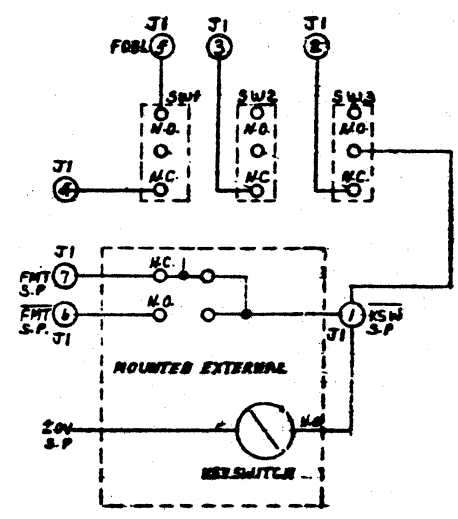 J1 J1 J1
FDBL 5 3 2
SW1 SW2 SW3
N.O. N.O. N.O.
N.C. N.C. N.C.
J1
4
J1
FMT 7 N.C.
S.P
FMT 6 N.O. 1 KSW
S.P. J1 S.P
J1
MOUNTED EXTERNAL
±0V N.O.
S.P
KEYSWITCH